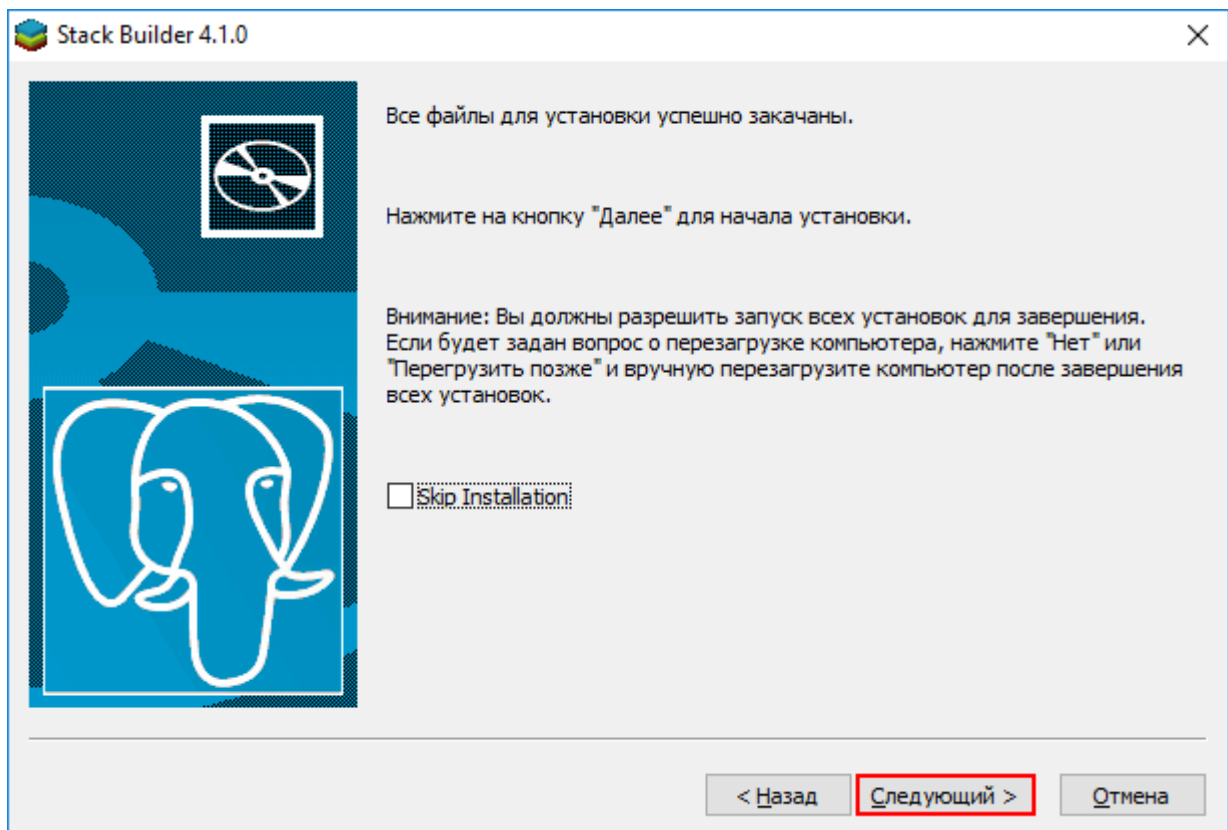 Stack Builder 4.1.0
Все файлы для установки успешно закачаны.
Нажмите на кнопку "Далее" для начала установки.
Внимание: Вы должны разрешить запуск всех установок для завершения.
Если будет задан вопрос о перезагрузке компьютера, нажмите "Нет" или
"Перегрузить позже" и вручную перезагрузите компьютер после завершения
всех установок.
Skip Installation
< Назад
Следующий >
Отмена